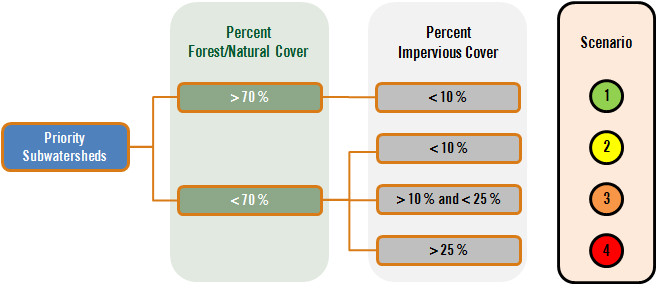 Percent
Forest/Natural Cover
Percent
Impervious Cover
Scenario
Priority
Subwatersheds
> 70 %
< 10 %
1
< 10 %
2
< 70 %
> 10 % and < 25 %
3
> 25 %
4